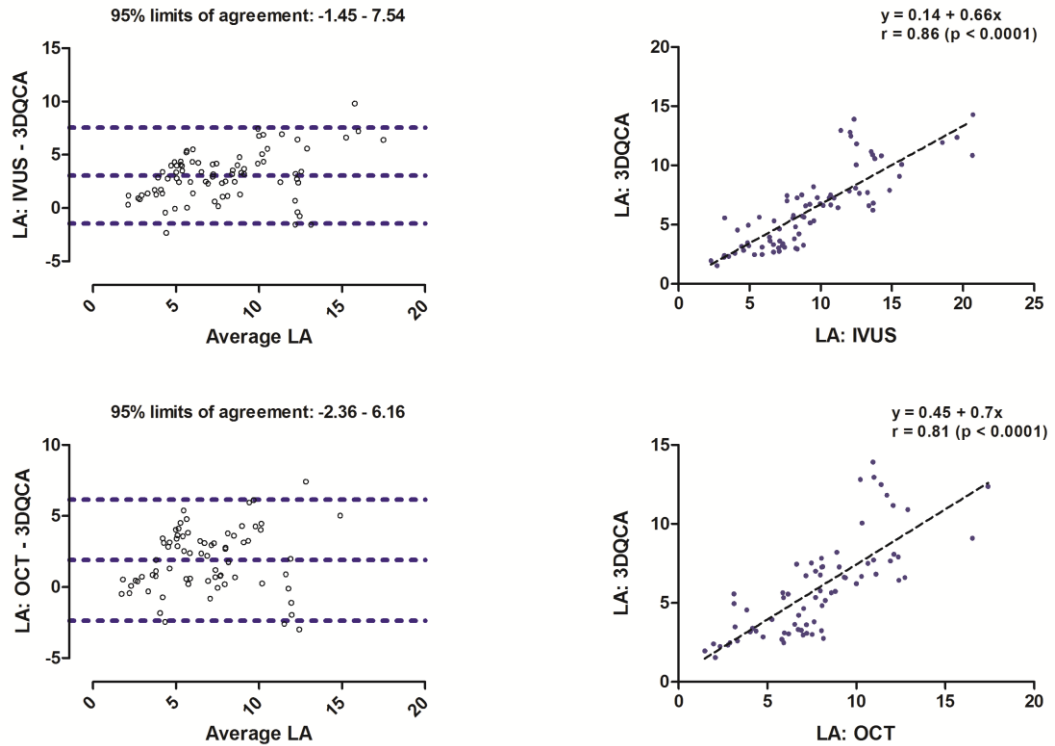 95% limits of agreement: -1.45 - 7.54
15
10
5
0
-5
LA: IVUS - 3DQCA
0
5
10
15
20
Average LA
y = 0.14 + 0.66x
r = 0.86 (p < 0.0001)
20
15
10
5
0
LA: 3DQCA
0
5
10
15
20
25
LA: IVUS
95% limits of agreement: -2.36 - 6.16
10
5
0
-5
LA: OCT - 3DQCA
0
5
10
15
20
Average LA
y = 0.45 + 0.7x
r = 0.81 (p < 0.0001)
15
10
5
0
LA: 3DQCA
0
5
10
15
20
LA: OCT